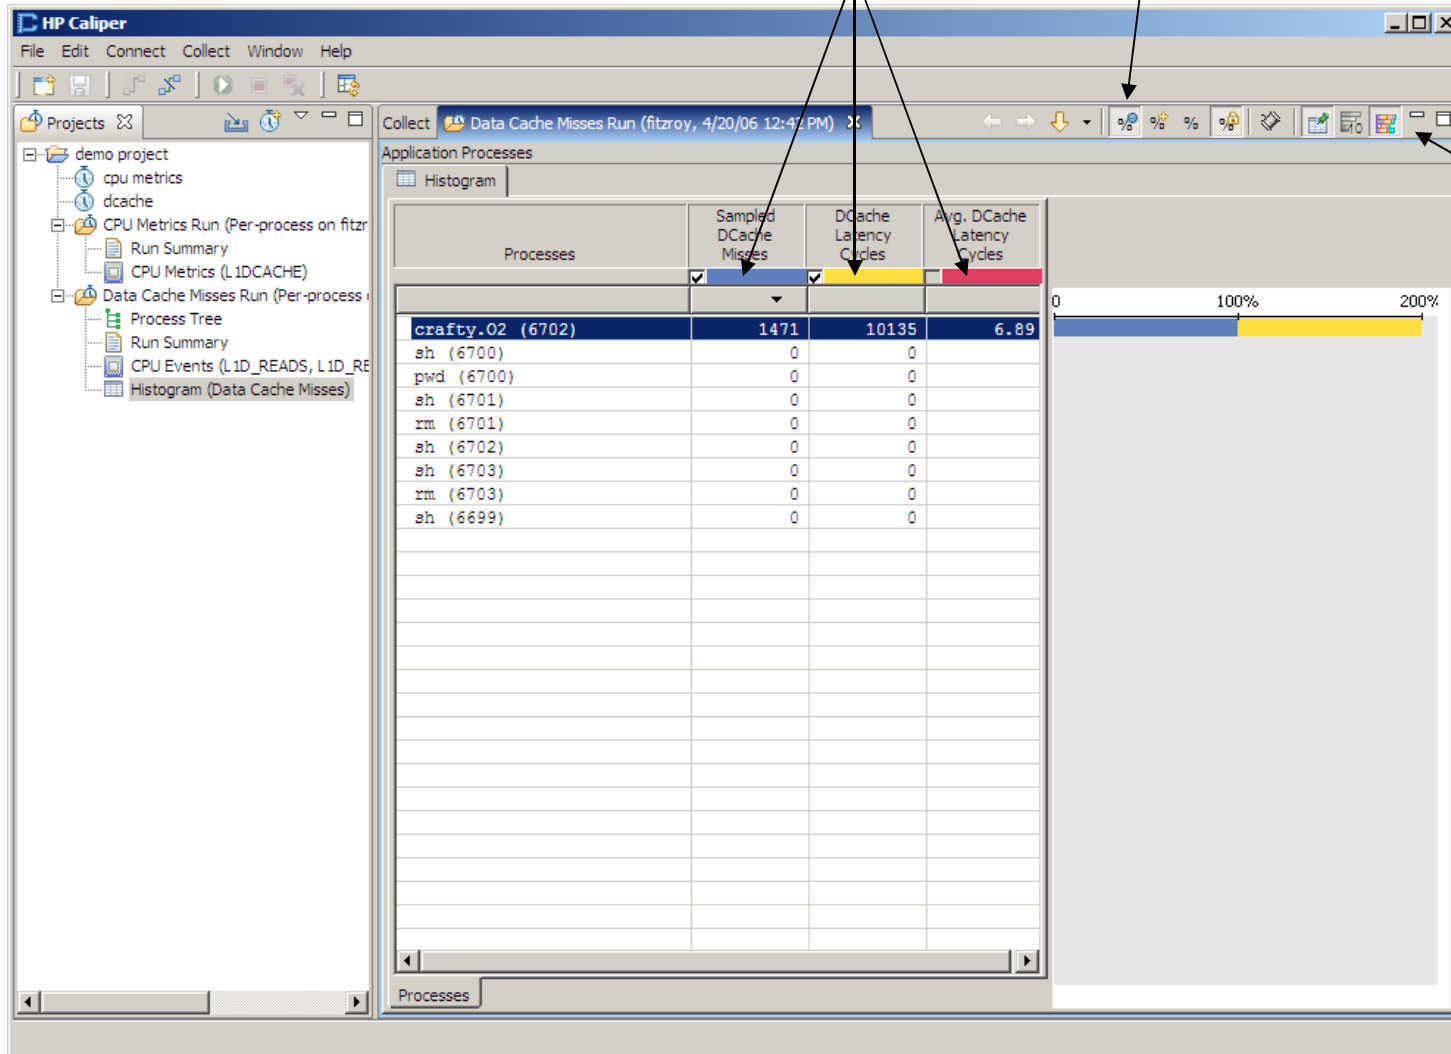 HP Caliper
File Edit Connect Collect Window Help
Projects
demo project
cpu metrics
dcache
CPU Metrics Run (Per-process on fitzr
Run Summary
CPU Metrics (L1DCACHE)
Data Cache Misses Run (Per-process
Process Tree
Run Summary
CPU Events (L1D_READS, L1D_RE
Histogram (Data Cache Misses)
Collect Data Cache Misses Run (fitzroy, 4/20/06 12:42 PM)
Application Processes
Histogram
Processes
Sampled DCache Misses
DCache Latency Cycles
Avg. DCache Latency Cycles
0 100% 200%
crafty.O2 (6702) 1471 10135 6.89
sh (6700) 0 0
pwd (6700) 0 0
sh (6701) 0 0
rm (6701) 0 0
sh (6702) 0 0
sh (6703) 0 0
rm (6703) 0 0
sh (6699) 0 0
Processes